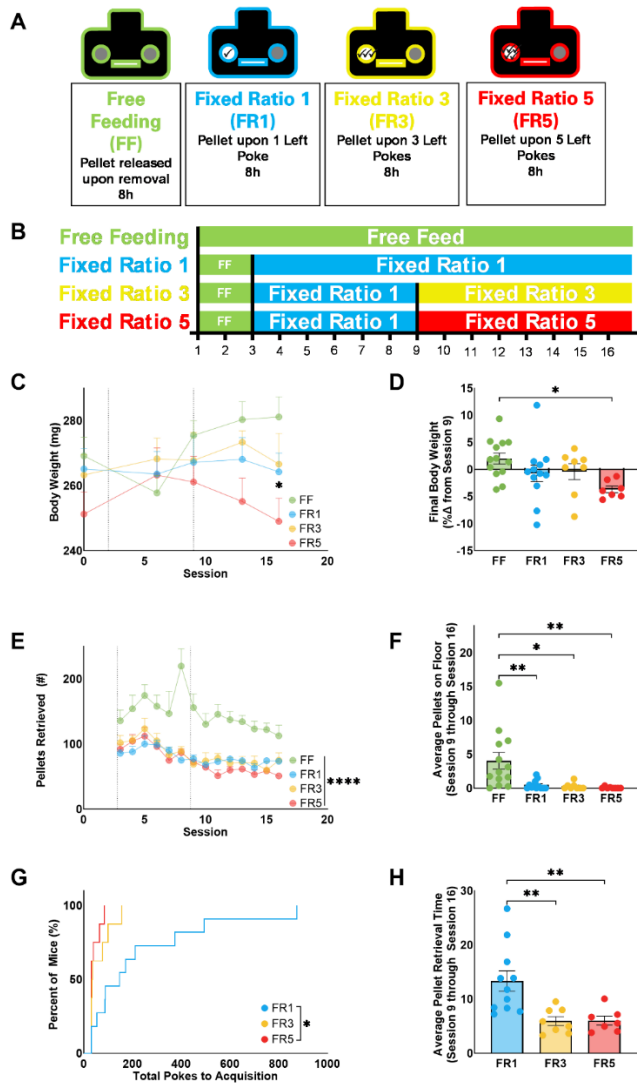 A
Free
Feeding
(FF)
Pellet released
upon removal
8h
Fixed Ratio 1
(FR1)
Pellet upon 1 Left
Poke
8h
Fixed Ratio 3
(FR3)
Pellet upon 3 Left
Pokes
8h
Fixed Ratio 5
(FR5)
Pellet upon 5 Left
Pokes
8h
B
Free Feeding
Free Feed
Fixed Ratio 1
FF
Fixed Ratio 1
Fixed Ratio 3
FF
Fixed Ratio 1
Fixed Ratio 3
Fixed Ratio 5
FF
Fixed Ratio 1
Fixed Ratio 5
1 2 3 4 5 6 7 8 9 10 11 12 13 14 15 16
C
Body Weight (mg)
280
260
240
*
FF
FR1
FR3
FR5
0 5 10 15 20
Session
D
Final Body Weight
(%Δ from Session 9)
15
10
5
0
-5
-10
-15
*
FF FR1 FR3 FR5
E
Pellets Retrieved (#)
200
100
0
FF
FR1
FR3
FR5
****
0 5 10 15 20
Session
F
Average Pellets on Floor
(Session 9 through Session 16)
25
20
15
10
5
0
**
*
**
FF FR1 FR3 FR5
G
Percent of Mice (%)
100
50
0
FR1
FR3
FR5
*
0 200 400 600 800 1000
Total Pokes to Acquisition
H
Average Pellet Retrieval Time
(Session 9 through Session 16)
30
25
20
15
10
5
0
**
**
FR1 FR3 FR5